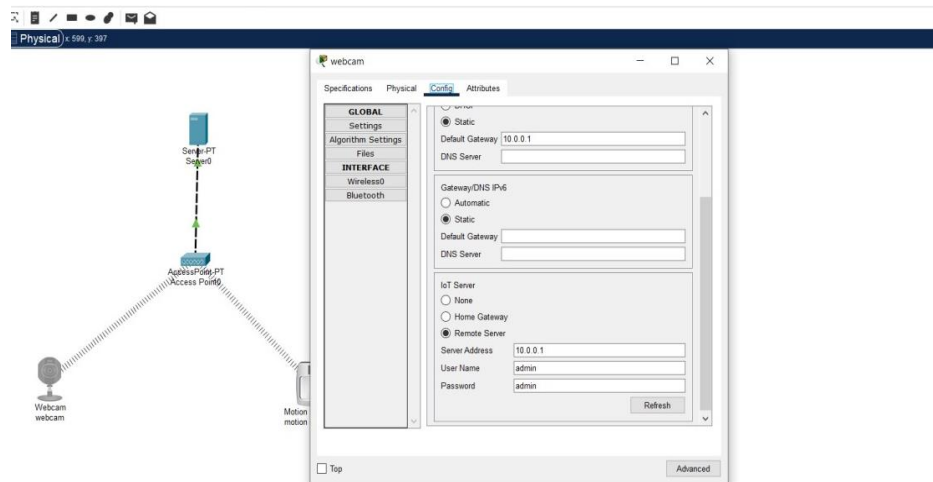 Physical x: 599, y: 397
webcam
Specifications Physical Config Attributes
GLOBAL
Settings
Algorithm Settings
Files
INTERFACE
Wireless0
Bluetooth
Static
Default Gateway 10.0.0.1
DNS Server
Gateway/DNS IPv6
Automatic
Static
Default Gateway
DNS Server
IoT Server
None
Home Gateway
Remote Server
Server Address 10.0.0.1
User Name admin
Password admin
Refresh
Top
Advanced
Server-PT
Server0
AccessPoint-PT
Access Point0
Webcam
webcam
Motion
motion